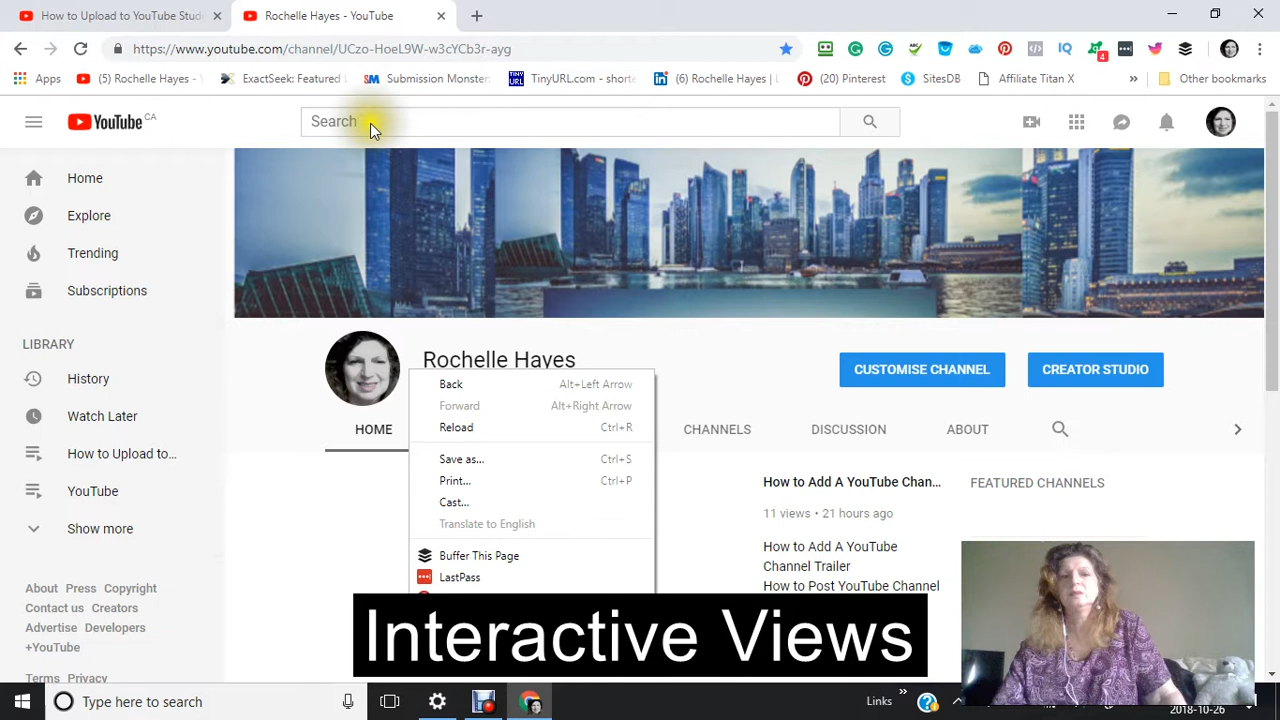 How to Upload to YouTube Stud
Rochelle Hayes - YouTube
https://www.youtube.com/channel/UCzo-HoeL9W-w3cYCb3r-ayg
4
Apps
(5) Rochelle Hayes -
ExactSeek: Featured
Submission Monster
TinyURL.com - shorte
(6) Rochelle Hayes |
(20) Pinterest
SitesDB
Affiliate Titan X
»
Other bookmarks
YouTube CA
Search
Home
Explore
Trending
Subscriptions
LIBRARY
History
Watch Later
How to Upload to...
YouTube
Show more
About Press Copyright
Contact us Creators
Advertise Developers
+YouTube
Terms Privacy
Rochelle Hayes
CUSTOMISE CHANNEL
CREATOR STUDIO
HOME
CHANNELS
DISCUSSION
ABOUT
Back Alt+Left Arrow
Forward Alt+Right Arrow
Reload Ctrl+R
Save as... Ctrl+S
Print... Ctrl+P
Cast...
Translate to English
Buffer This Page
LastPass
How to Add A YouTube Chan...
11 views • 21 hours ago
How to Add A YouTube
Channel Trailer
How to Post YouTube Channel
FEATURED CHANNELS
Interactive Views
Type here to search
Links
»
2018-10-26